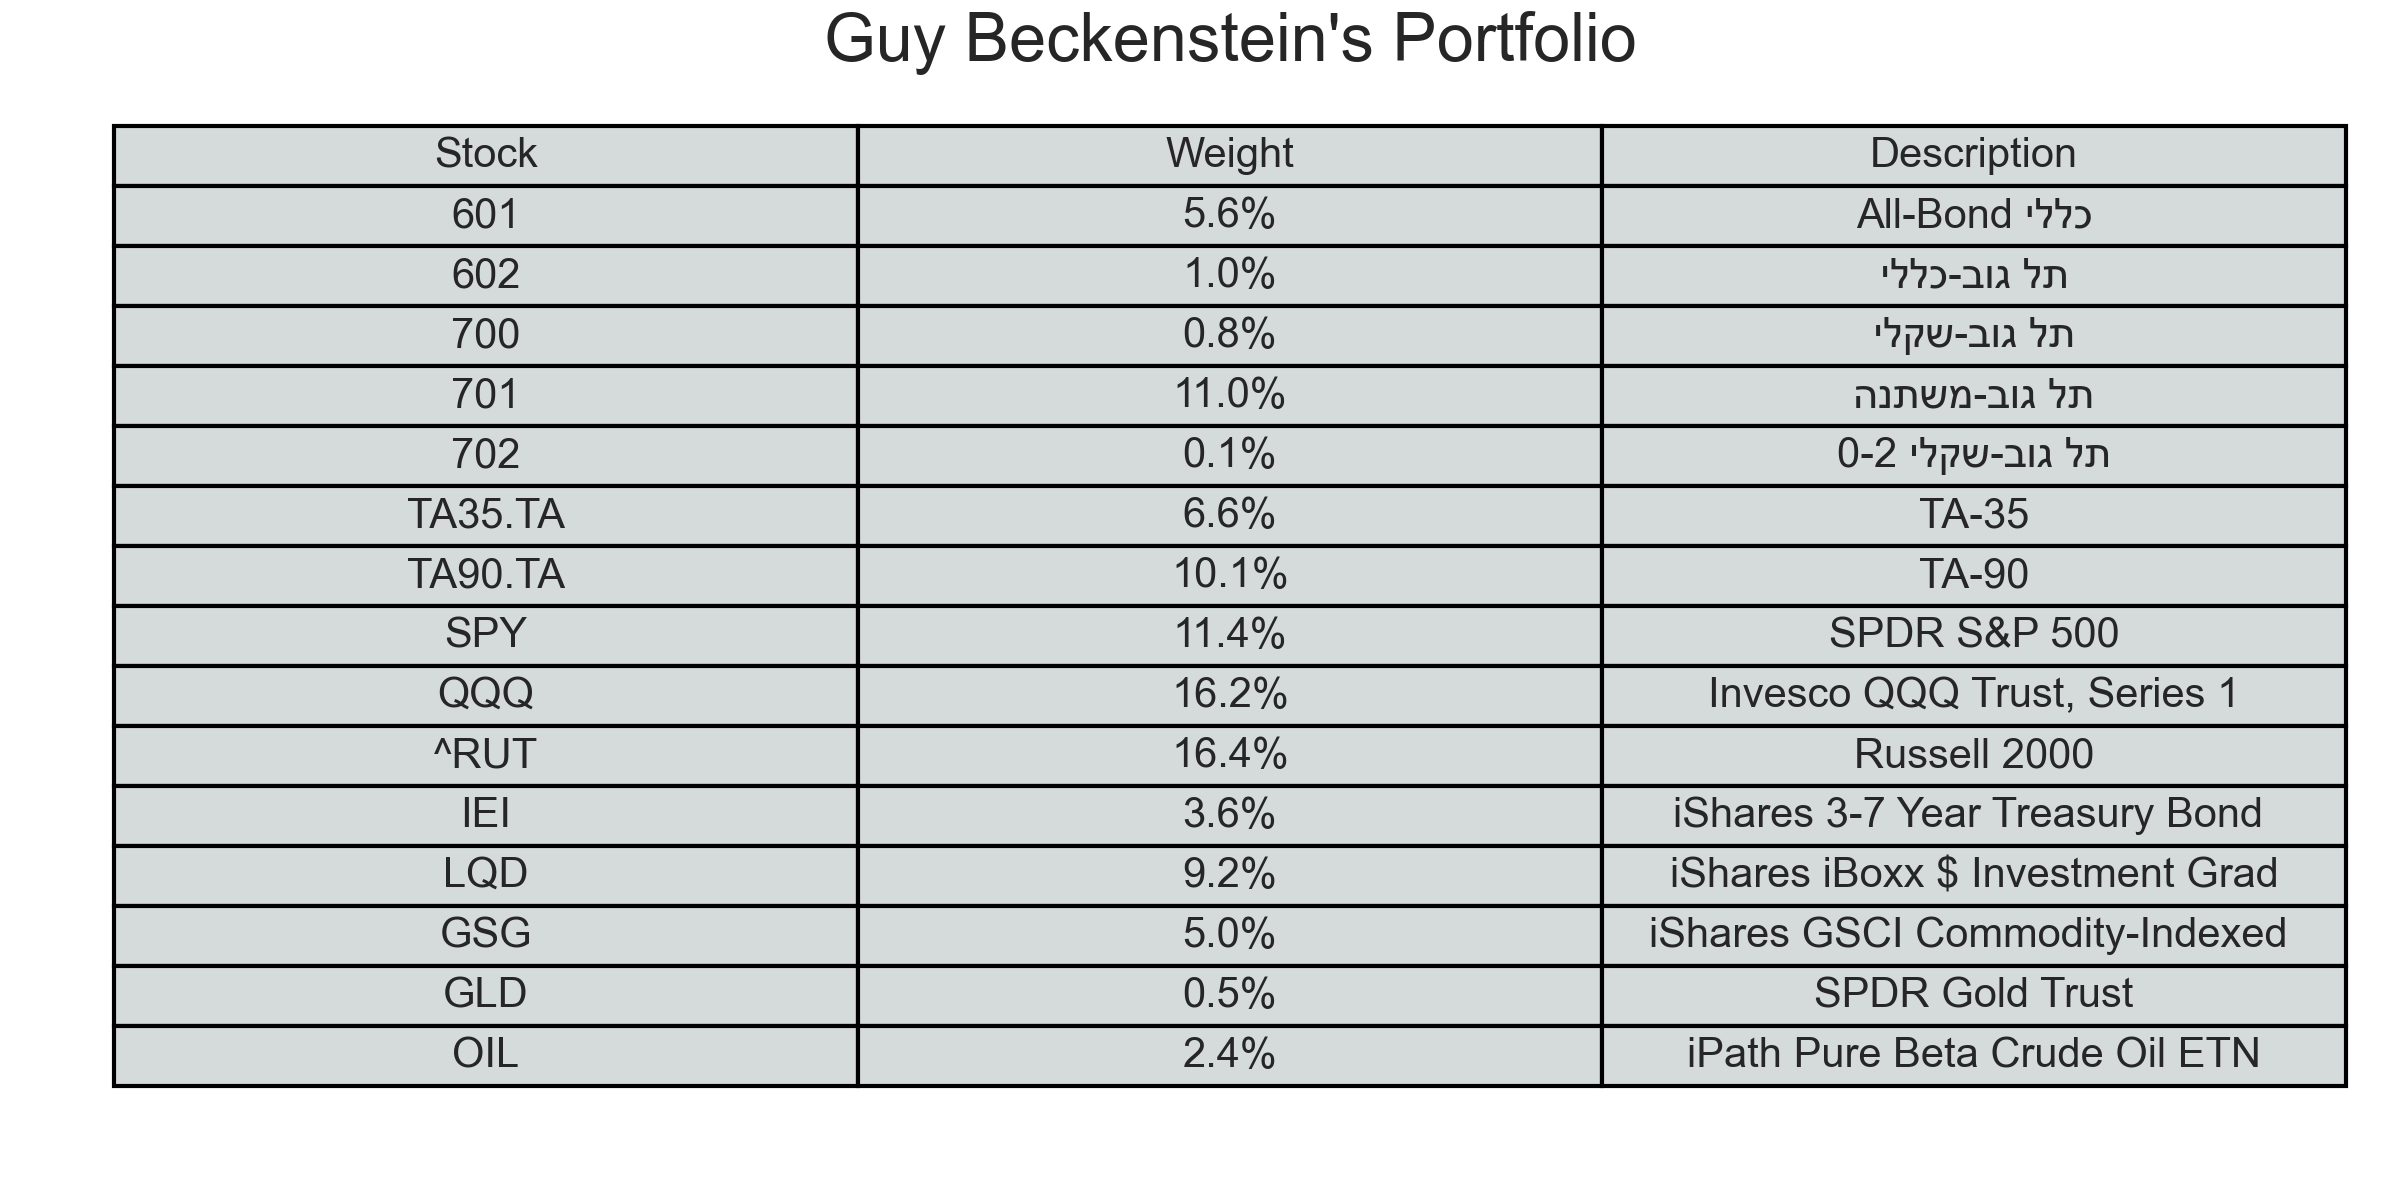 Guy Beckenstein's Portfolio
Stock Weight Description
601 5.6% All-Bond כללי
602 1.0% תל גוב-כללי
700 0.8% תל גוב-שקלי
701 11.0% תל גוב-משתנה
702 0.1% תל גוב-שקלי 0-2
TA35.TA 6.6% TA-35
TA90.TA 10.1% TA-90
SPY 11.4% SPDR S&P 500
QQQ 16.2% Invesco QQQ Trust, Series 1
^RUT 16.4% Russell 2000
IEI 3.6% iShares 3-7 Year Treasury Bond
LQD 9.2% iShares iBoxx $ Investment Grad
GSG 5.0% iShares GSCI Commodity-Indexed
GLD 0.5% SPDR Gold Trust
OIL 2.4% iPath Pure Beta Crude Oil ETN